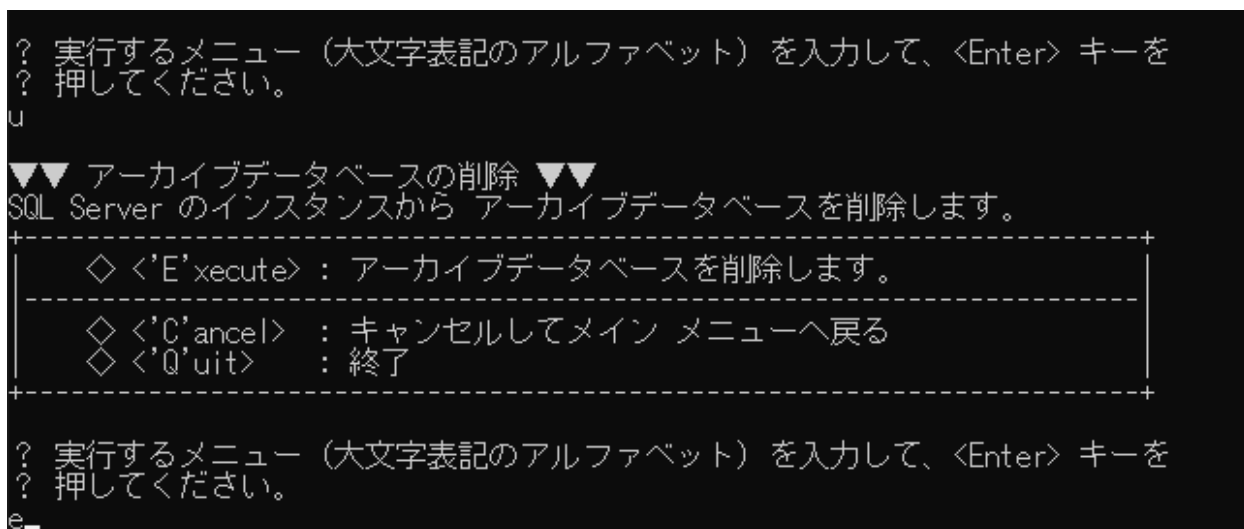 ? 実行するメニュー（大文字表記のアルファベット）を入力して、<Enter> キーを
? 押してください。
u
▼▼ アーカイブデータベースの削除 ▼▼
SQL Server のインスタンスから アーカイブデータベースを削除します。
+-----------------------------------------------------------------------+
|    ◇ <'E'xecute> : アーカイブデータベースを削除します。                |
|-----------------------------------------------------------------------|
|    ◇ <'C'ancel>  : キャンセルしてメイン メニューへ戻る                 |
|    ◇ <'Q'uit>    : 終了                                               |
+-----------------------------------------------------------------------+
? 実行するメニュー（大文字表記のアルファベット）を入力して、<Enter> キーを
? 押してください。
e_